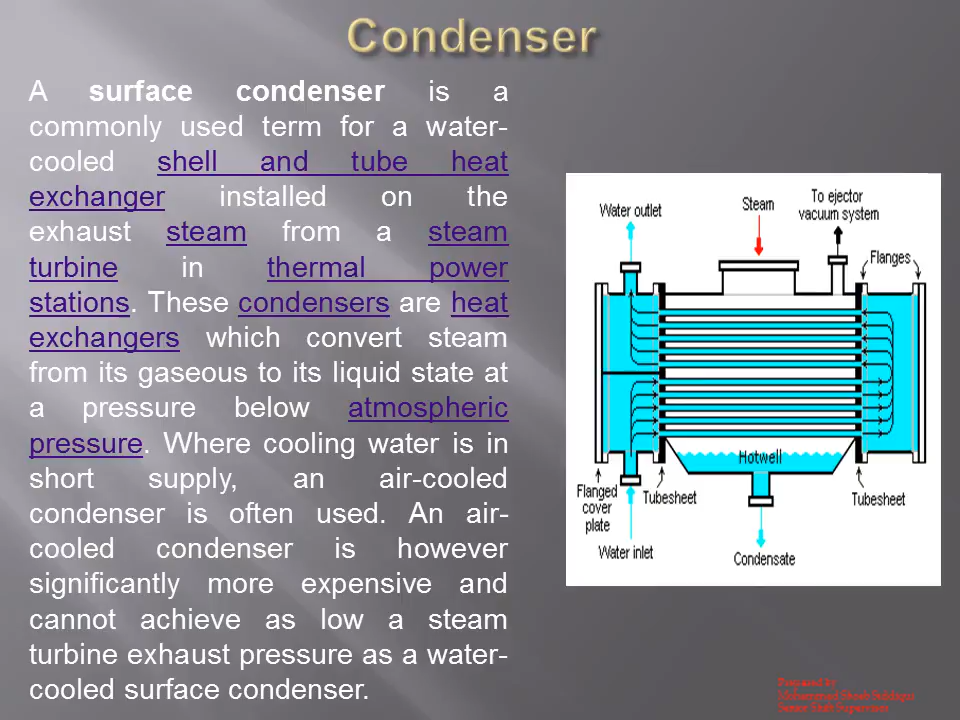 Condenser
A surface condenser is a
commonly used term for a water-
cooled shell and tube heat
exchanger installed on the
exhaust steam from a steam
turbine in thermal power
stations. These condensers are heat
exchangers which convert steam
from its gaseous to its liquid state at
a pressure below atmospheric
pressure. Where cooling water is in
short supply, an air-cooled
condenser is often used. An air-
cooled condenser is however
significantly more expensive and
cannot achieve as low a steam
turbine exhaust pressure as a water-
cooled surface condenser.
Water outlet
Steam
To ejector
vacuum system
Flanges
Hotwell
Flanged
cover
plate
Tubesheet
Tubesheet
Water inlet
Condensate
Prepared by
Mohammed Shoeb Siddiqui
Senior Shift Supervisor